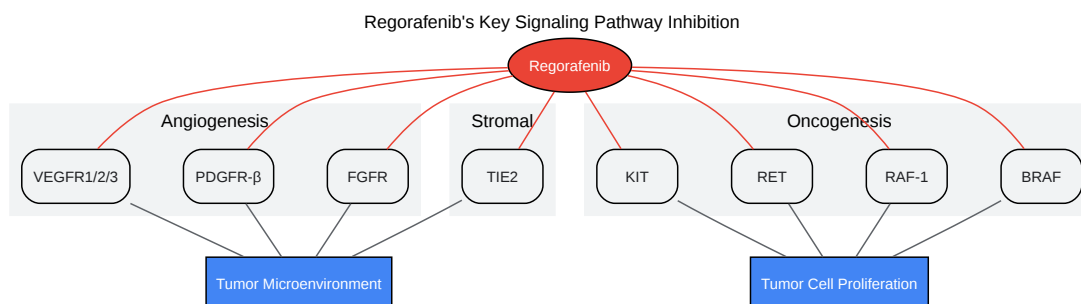 Regorafenib's Key Signaling Pathway Inhibition
Regorafenib
Angiogenesis
Stromal
Oncogenesis
VEGFR1/2/3
PDGFR-β
FGFR
TIE2
KIT
RET
RAF-1
BRAF
Tumor Microenvironment
Tumor Cell Proliferation